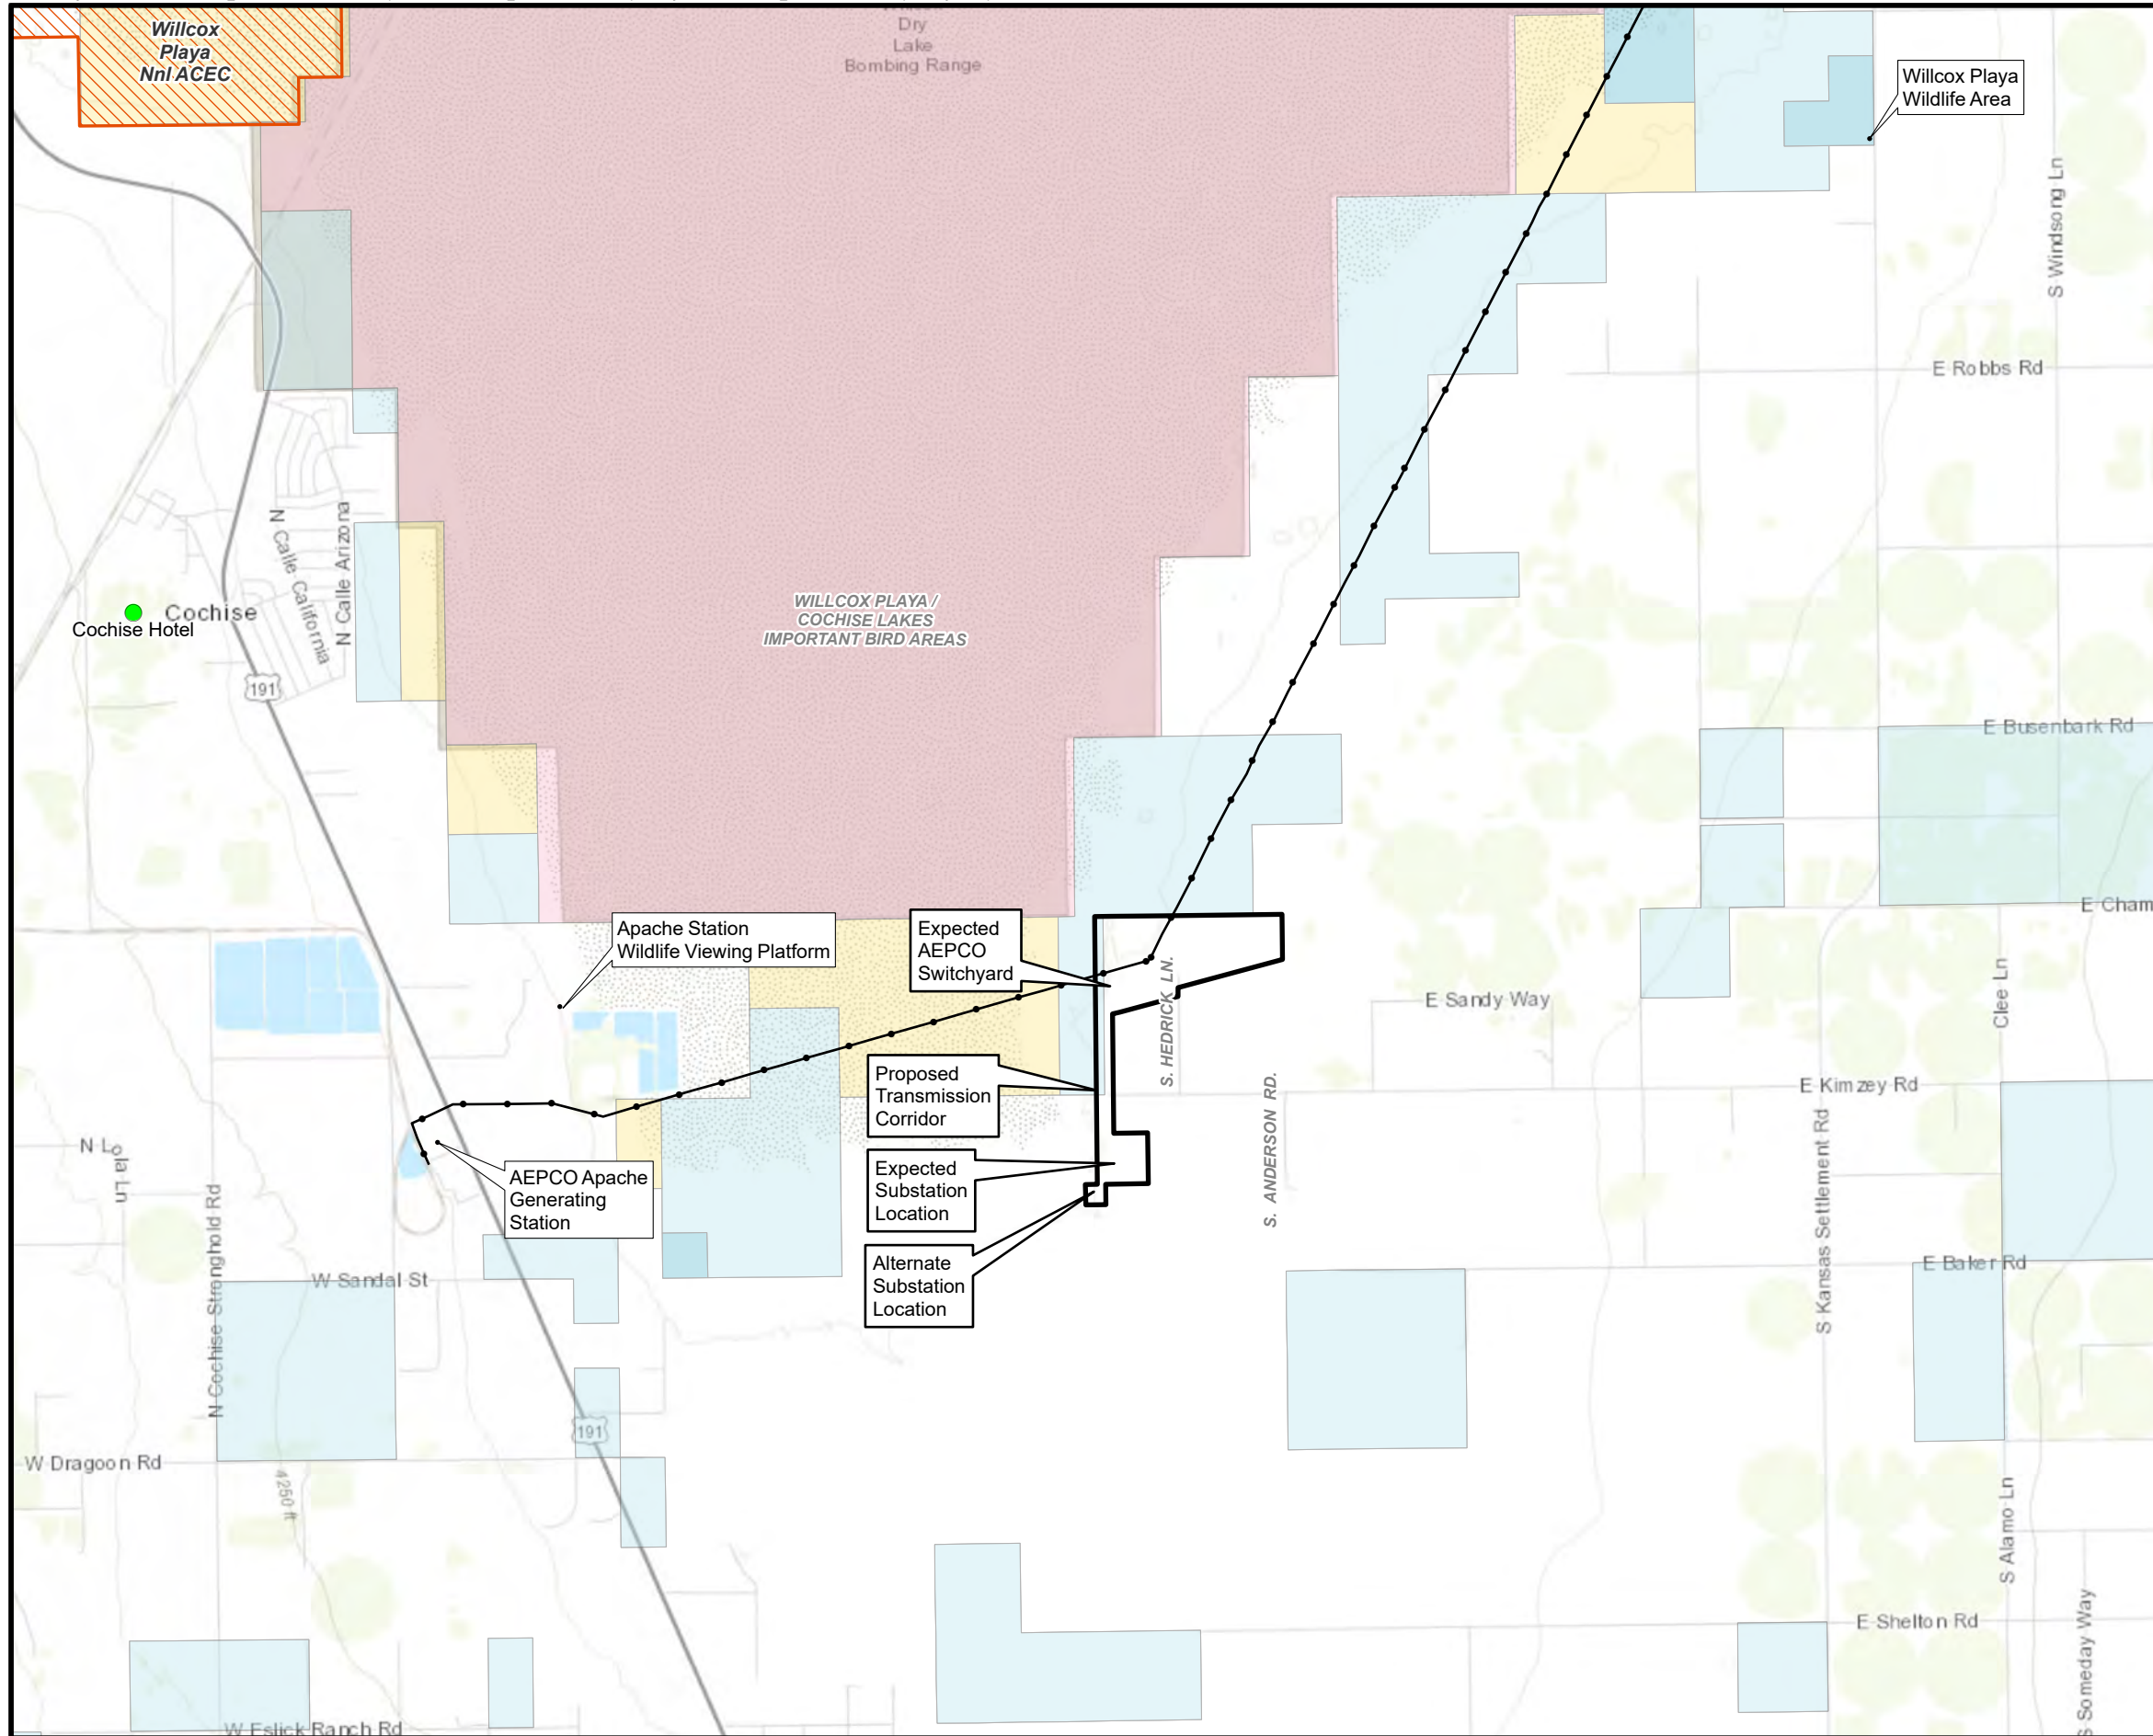 Willcox
Playa
Nnl ACEC
Dry
Lake
Bombing Range
Willcox Playa
Wildlife Area
S Windsong Ln
E Robbs Rd
N Calle Arizona
N Calle California
Cochise
Cochise Hotel
WILLCOX PLAYA /
COCHISE LAKES
IMPORTANT BIRD AREAS
191
E Busenbark Rd
E Cham
Apache Station
Wildlife Viewing Platform
Expected
AEPCO
Switchyard
S. HEDRICK LN.
E Sandy Way
Clee Ln
Proposed
Transmission
Corridor
E Kimzey Rd
S. ANDERSON RD.
N Lola Ln
AEPCO Apache
Generating
Station
Expected
Substation
Location
S Kansas Settlement Rd
N Cochise Stronghold Rd
Alternate
Substation
Location
W Sandal St
E Baker Rd
191
W Dragoon Rd
4250 ft
S Alamo Ln
E Shelton Rd
S Someday Way
W Eslick Ranch Rd